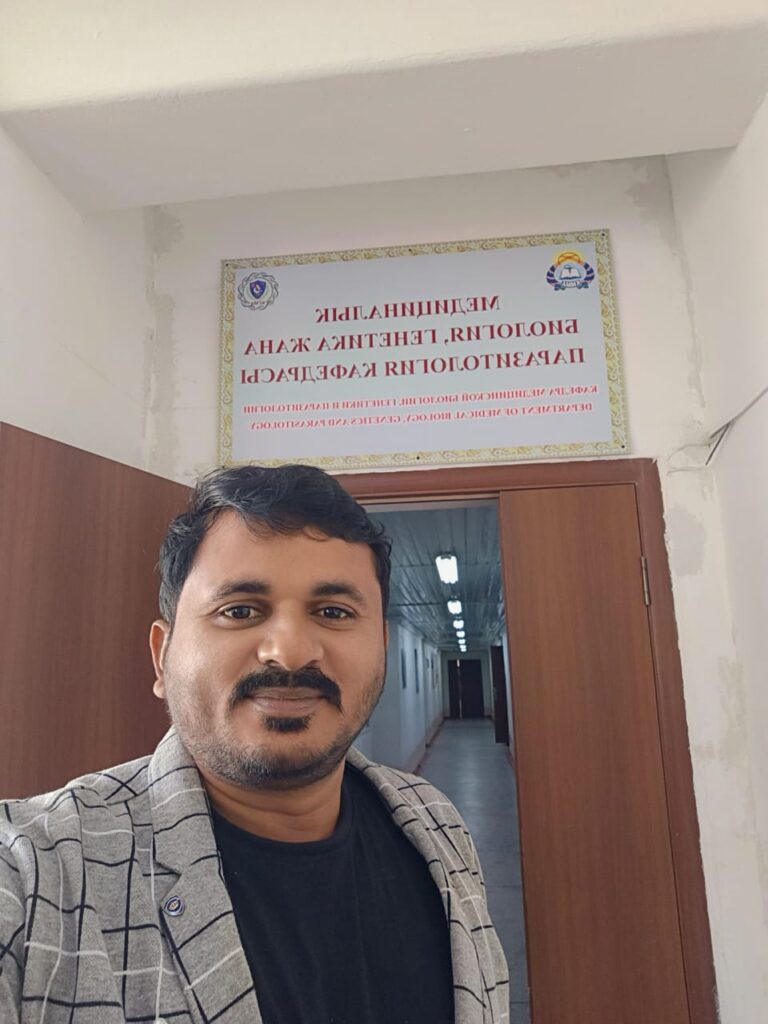 МЕДИЦИНАЛЫК
БИОЛОГИЯ, ГЕНЕТИКА ЖАНА
ПАРАЗИТОЛОГИЯ КАФЕДРАСЫ
КАФЕДРА МЕДИЦИНСКОЙ БИОЛОГИИ, ГЕНЕТИКИ И ПАРАЗИТОЛОГИИ
DEPARTMENT OF MEDICAL BIOLOGY, GENETICS AND PARASITOLOGY